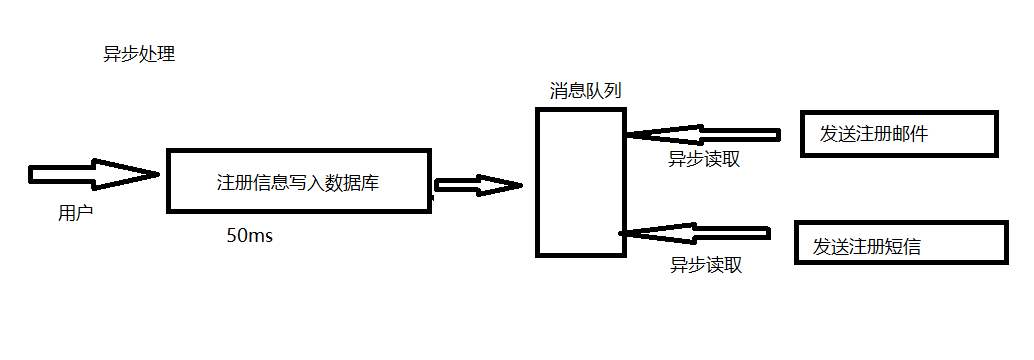 异步处理
消息队列
发送注册邮件
异步读取
注册信息写入数据库
用户
50ms
发送注册短信
异步读取